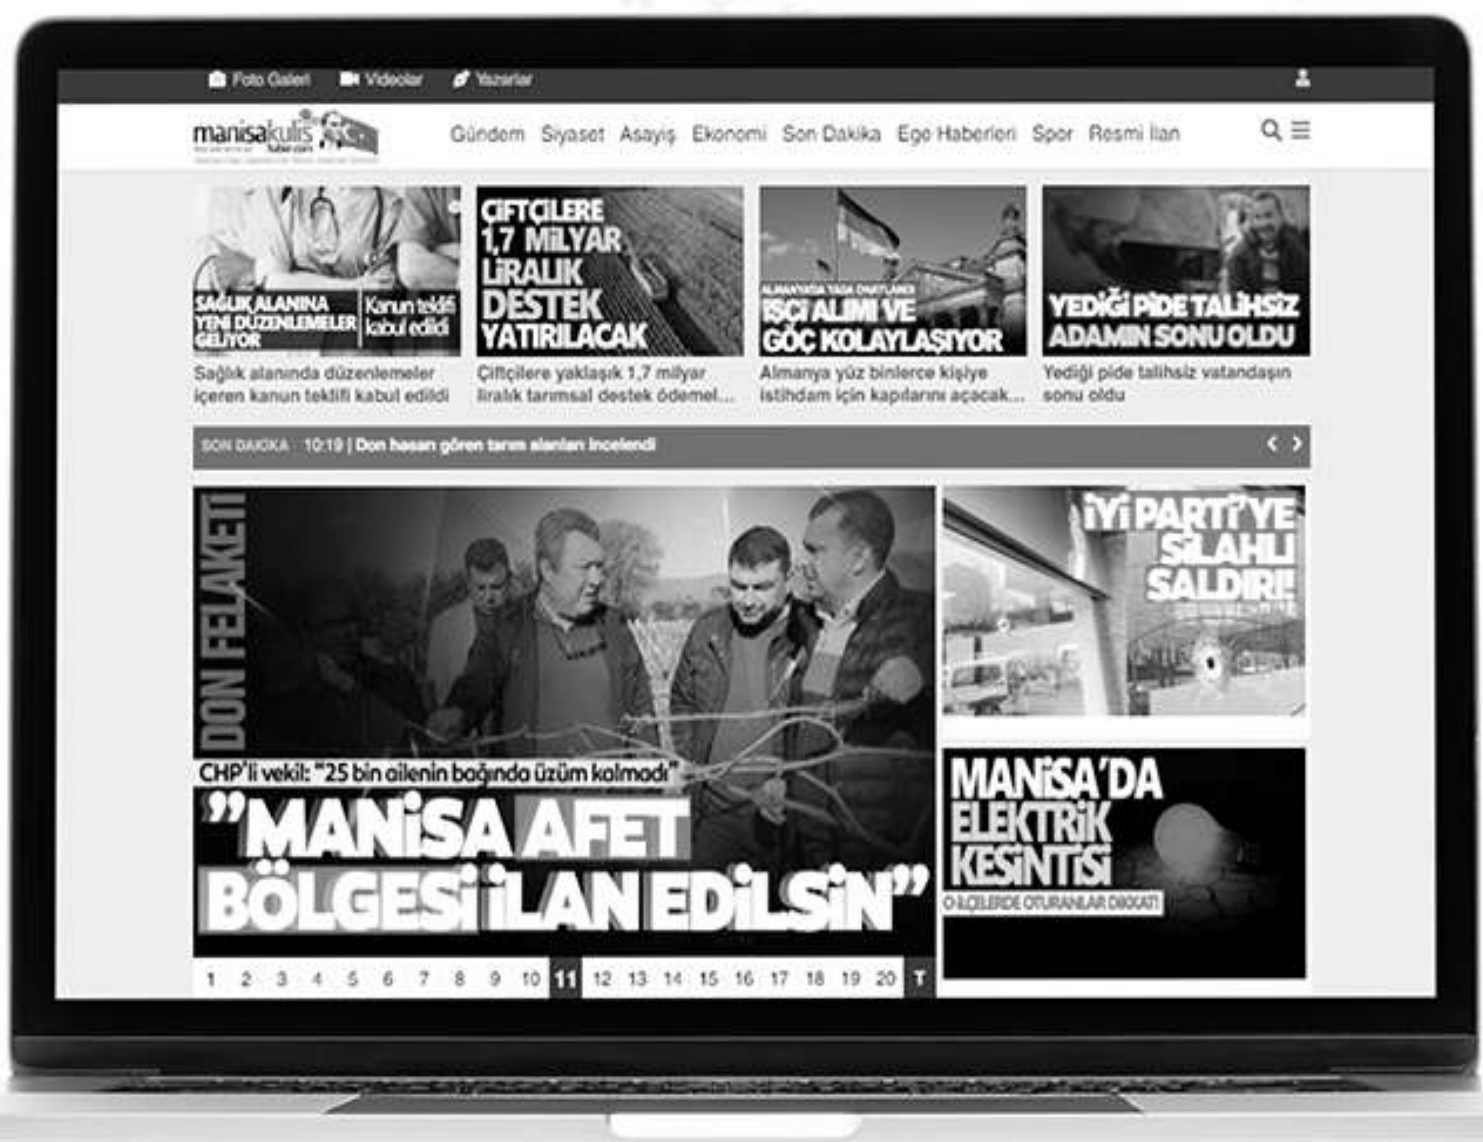 Foto Galeri Videolar Yazarlar
manisakulis
haber.com
Gündem Siyaset Asayiş Ekonomi Son Dakika Ege Haberleri Spor Resmi İlan
SAĞLIK ALANINA
YENİ DÜZENLEMELER
GELİYOR
Kanun teklifi
kabul edildi
Sağlık alanında düzenlemeler
içeren kanun teklifi kabul edildi
ÇİFTÇİLERE
1,7 MİLYAR
LİRALIK
DESTEK
YATIRILACAK
Çiftçilere yaklaşık 1,7 milyar
liralık tarımsal destek ödemel...
ALMANYA'DA YASA ONAYLANDI
İŞÇİ ALIMI VE
GÖÇ KOLAYLAŞIYOR
Almanya yüz binlerce kişiye
istihdam için kapılarını açacak...
YEDİĞİ PİDE TALİHSİZ
ADAMIN SONU OLDU
Yediği pide talihsiz vatandaşın
sonu oldu
SON DAKİKA 10:19 | Don hasarı gören tarım alanları incelendi
DON FELAKETİ
CHP'li vekil: "25 bin ailenin bağında üzüm kalmadı"
"MANİSA AFET
BÖLGESİ İLAN EDİLSİN"
1 2 3 4 5 6 7 8 9 10 11 12 13 14 15 16 17 18 19 20 T
İYİ PARTİ'YE
SİLAHLI
SALDIRI!
MANİSA'DA
ELEKTRİK
KESİNTİSİ
O İLÇELERDE OTURANLAR DİKKAT!